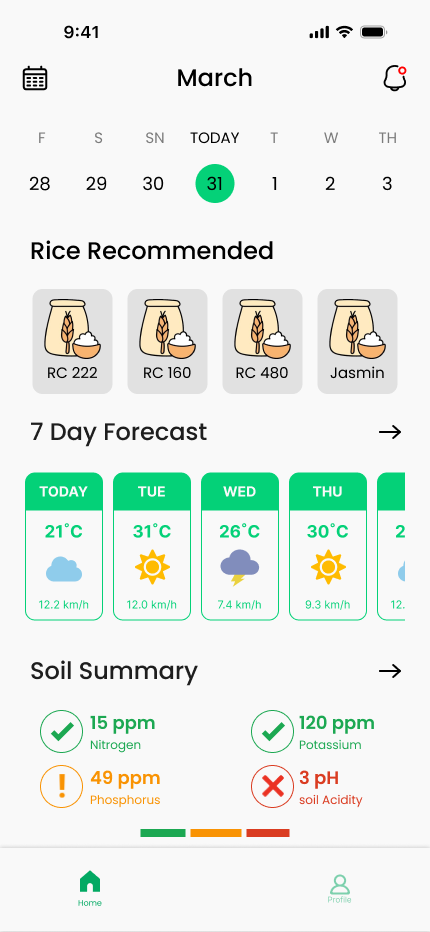 9:41
March
F S SN TODAY T W TH
28 29 30 31 1 2 3
Rice Recommended
RC 222 RC 160 RC 480 Jasmin
7 Day Forecast
TODAY TUE WED THU
21°C 31°C 26°C 30°C 2
12.2 km/h 12.0 km/h 7.4 km/h 9.3 km/h 12.
Soil Summary
15 ppm 120 ppm
Nitrogen Potassium
49 ppm 3 pH
Phosphorus soil Acidity
Home Profile